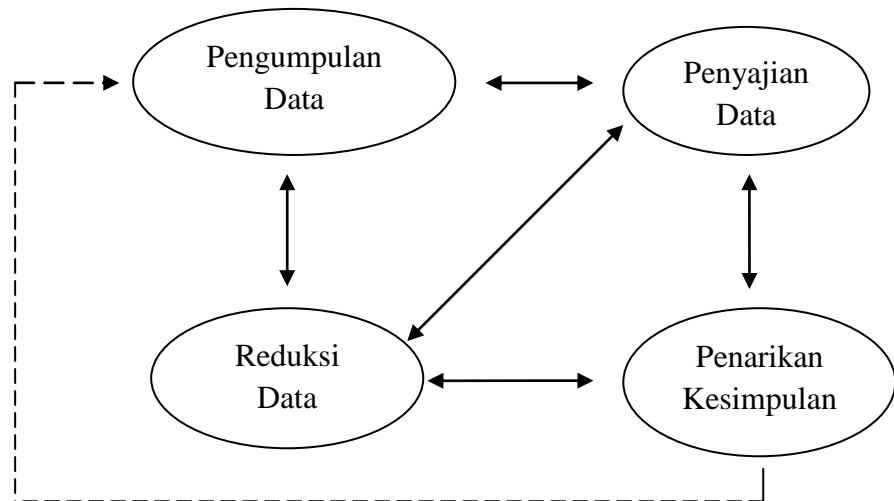 Pengumpulan
Data
Penyajian
Data
Reduksi
Data
Penarikan
Kesimpulan